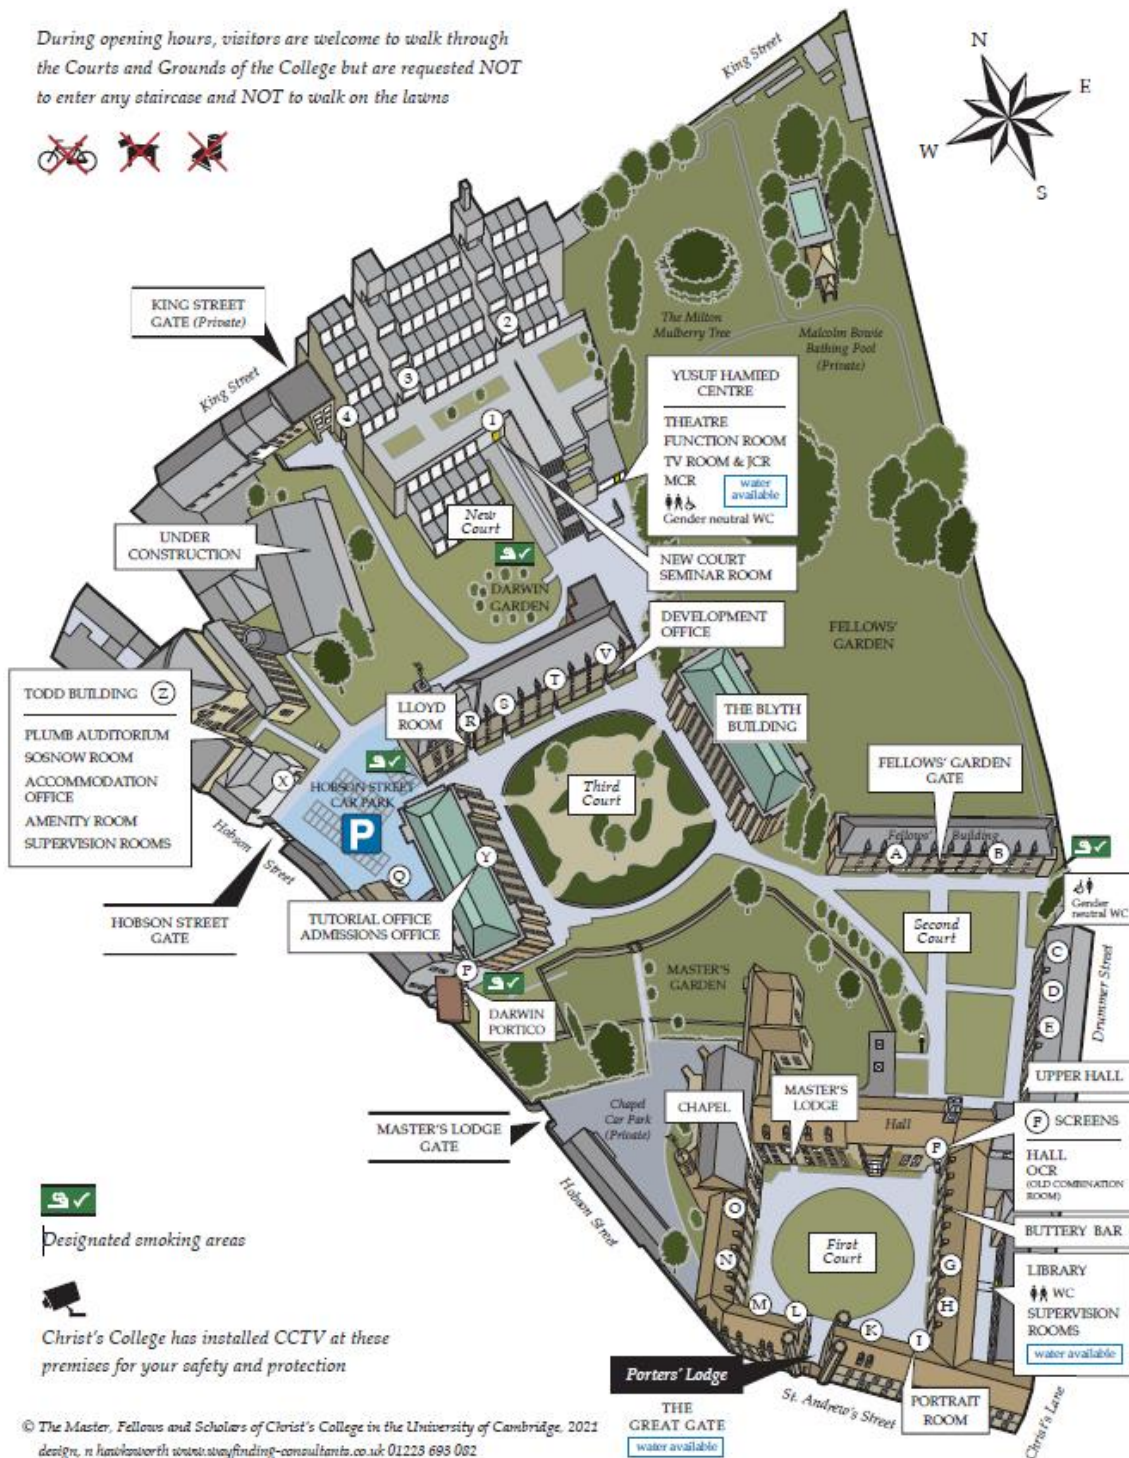 During opening hours, visitors are welcome to walk through
the Courts and Grounds of the College but are requested NOT
to enter any staircase and NOT to walk on the lawns
King Street
N
E
W
S
KING STREET
GATE (Private)
King Street
2
3
4
1
The Milton
Mulberry Tree
Malcolm Bowie
Bathing Pool
(Private)
YUSUF HAMIED
CENTRE
THEATRE
FUNCTION ROOM
TV ROOM & JCR
MCR
water
available
Gender neutral WC
New
Court
UNDER
CONSTRUCTION
NEW COURT
SEMINAR ROOM
DARWIN
GARDEN
DEVELOPMENT
OFFICE
FELLOWS'
GARDEN
TODD BUILDING Z
PLUMB AUDITORIUM
SOSNOW ROOM
ACCOMMODATION
OFFICE
AMENITY ROOM
SUPERVISION ROOMS
LLOYD
ROOM
R
S
T
V
THE BLYTH
BUILDING
FELLOWS' GARDEN
GATE
X
HOBSON STREET
CAR PARK
P
Third
Court
Hobson Street
Fellows' Building
A
B
Q
Y
HOBSON STREET
GATE
TUTORIAL OFFICE
ADMISSIONS OFFICE
Gender
neutral WC
Second
Court
P
DARWIN
PORTICO
MASTER'S
GARDEN
C
D
E
Drummer Street
UPPER HALL
MASTER'S LODGE
GATE
Chapel
Car Park
(Private)
CHAPEL
MASTER'S
LODGE
Hall
F
F SCREENS
HALL
OCR
(OLD COMBINATION
ROOM)
BUTTERY BAR
Hobson Street
O
N
M
L
First
Court
G
H
K
I
LIBRARY
WC
SUPERVISION
ROOMS
water available
Designated smoking areas
Christ's College has installed CCTV at these
premises for your safety and protection
Porters' Lodge
THE
GREAT GATE
water available
St. Andrew's Street
PORTRAIT
ROOM
Christ's Lane
© The Master, Fellows and Scholars of Christ's College in the University of Cambridge, 2021
design, n hawksworth www.wayfinding-consultants.co.uk 01223 693 082